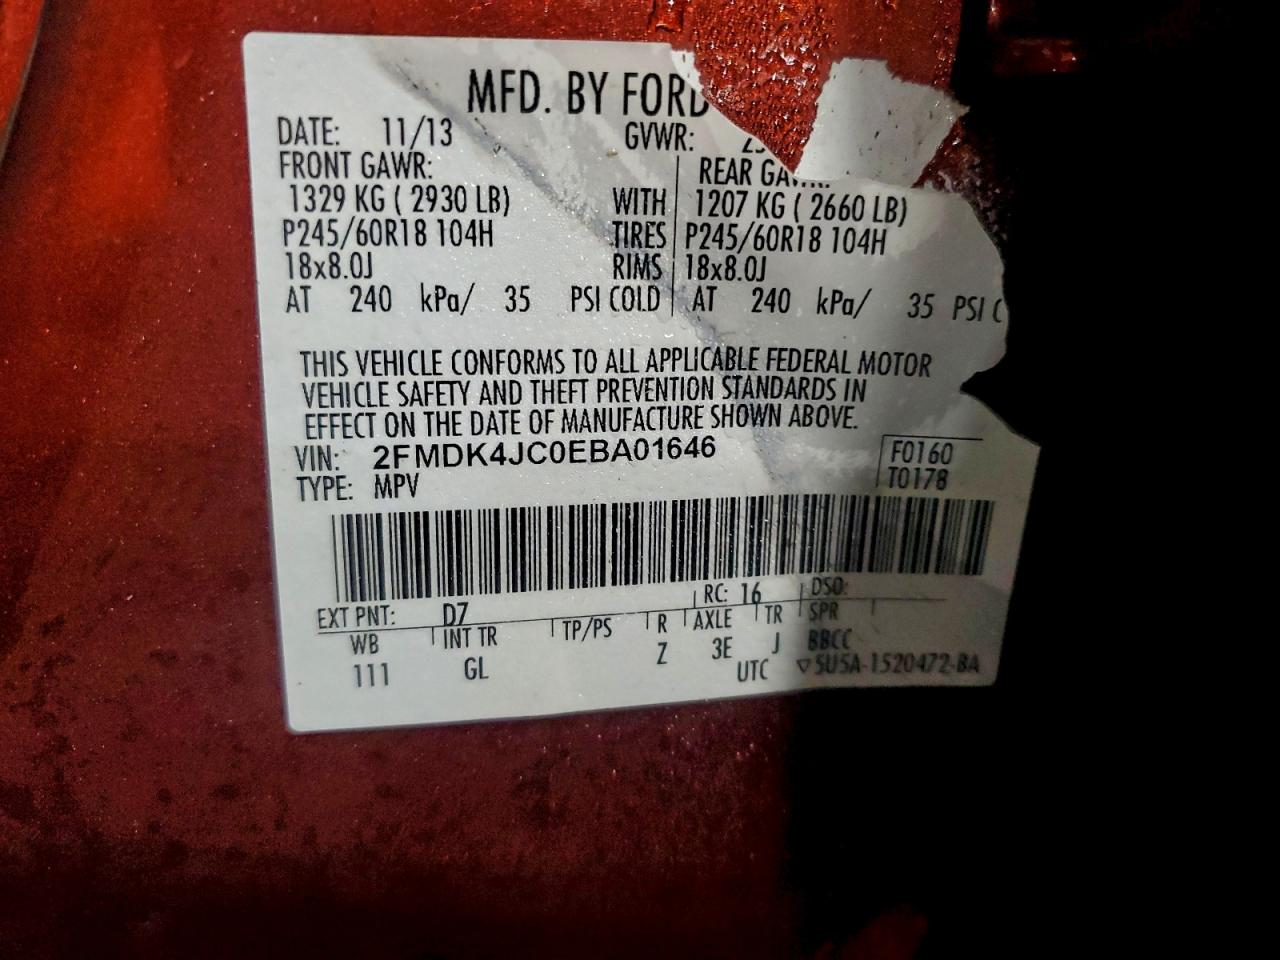 MFD. BY FORD
DATE: 11/13 GVWR:
FRONT GAWR: REAR
1329 KG ( 2930 LB) WITH 1207 KG ( 2660 LB)
P245/60R18 104H TIRES P245/60R18 104H
18x8.0J RIMS 18x8.0J
AT 240 kPa/ 35 PSI COLD AT 240 kPa/ 35 PSI C
THIS VEHICLE CONFORMS TO ALL APPLICABLE FEDERAL MOTOR
VEHICLE SAFETY AND THEFT PREVENTION STANDARDS IN
EFFECT ON THE DATE OF MANUFACTURE SHOWN ABOVE.
VIN: 2FMDK4JC0EBA01646 F0160
TYPE: MPV T0178
EXT PNT: D7 RC: 16 DSO:
WB INT TR TP/PS R AXLE TR SPR
111 GL Z 3E J BBCC
UTC ▽5U5A-1520472-BA